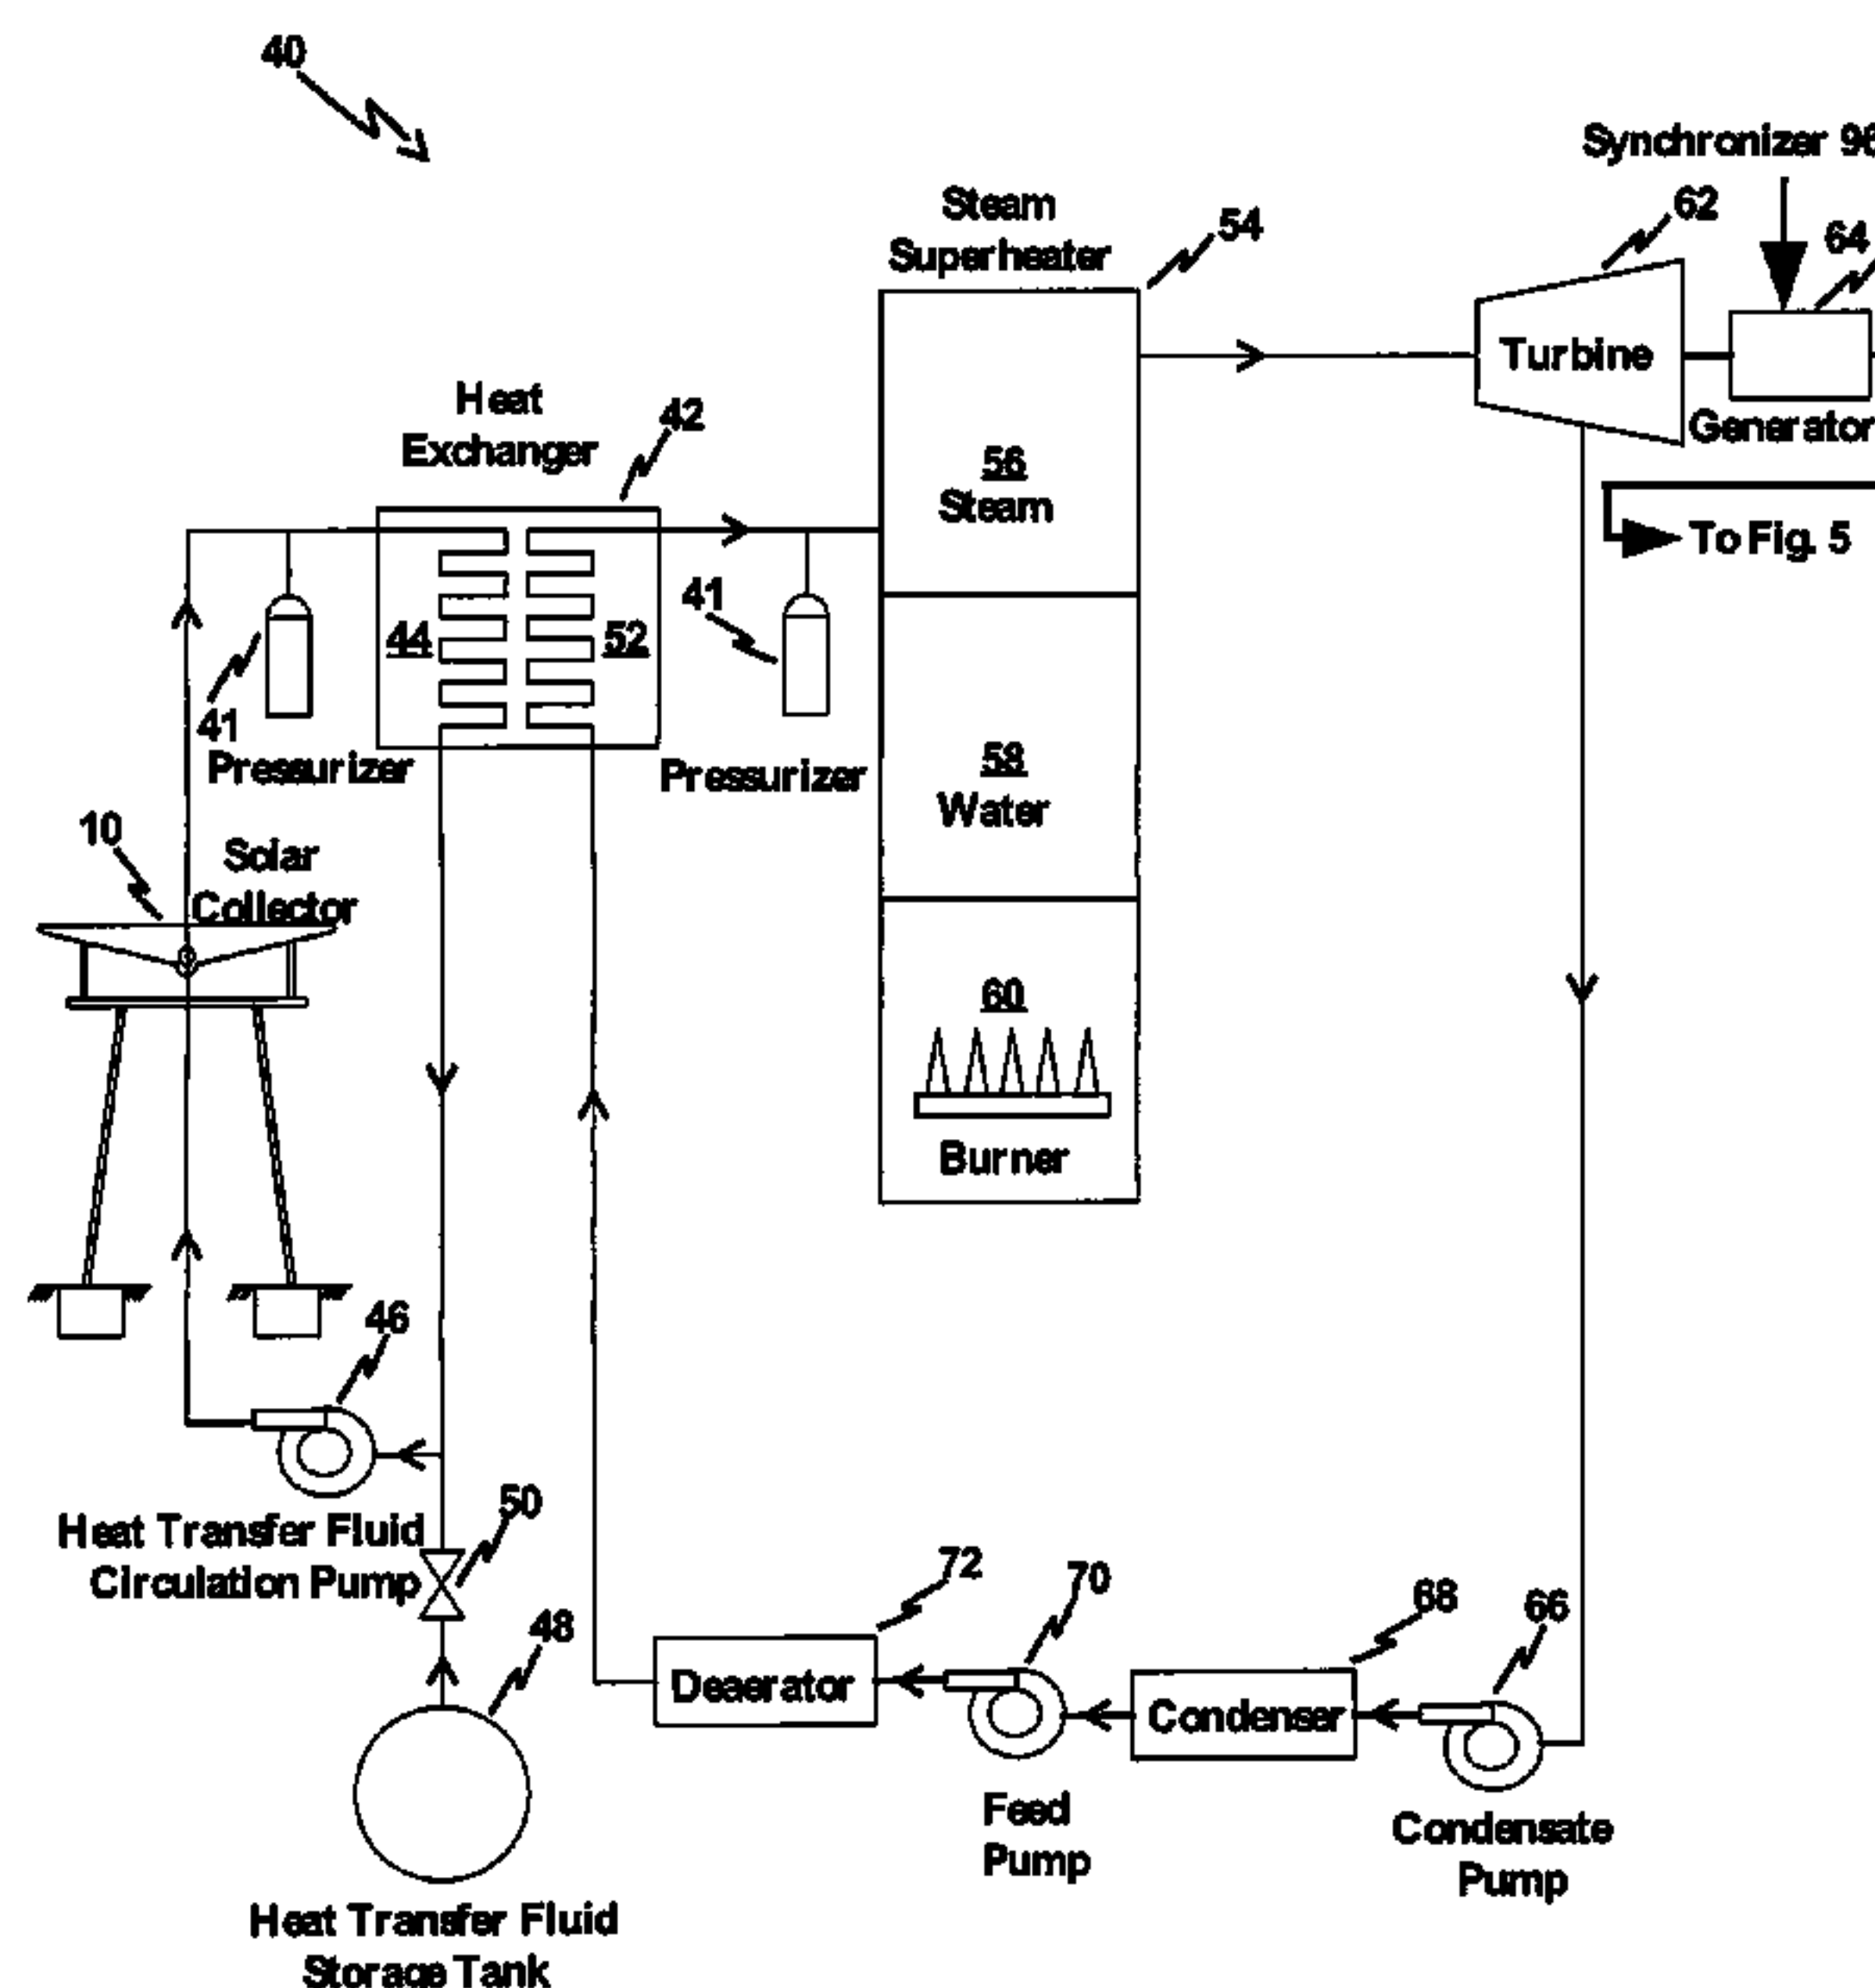 40
Synchronizer 96
62
64
Steam
Superheater
54
Turbine
Generator
Heat
Exchanger
42
56
Steam
To Fig. 5
41
44
52
41
Pressurizer
Pressurizer
58
Water
10
Solar
Collector
60
Burner
46
50
Heat Transfer Fluid
Circulation Pump
72
70
68
66
48
Deaerator
Condenser
Feed
Pump
Condensate
Pump
Heat Transfer Fluid
Storage Tank